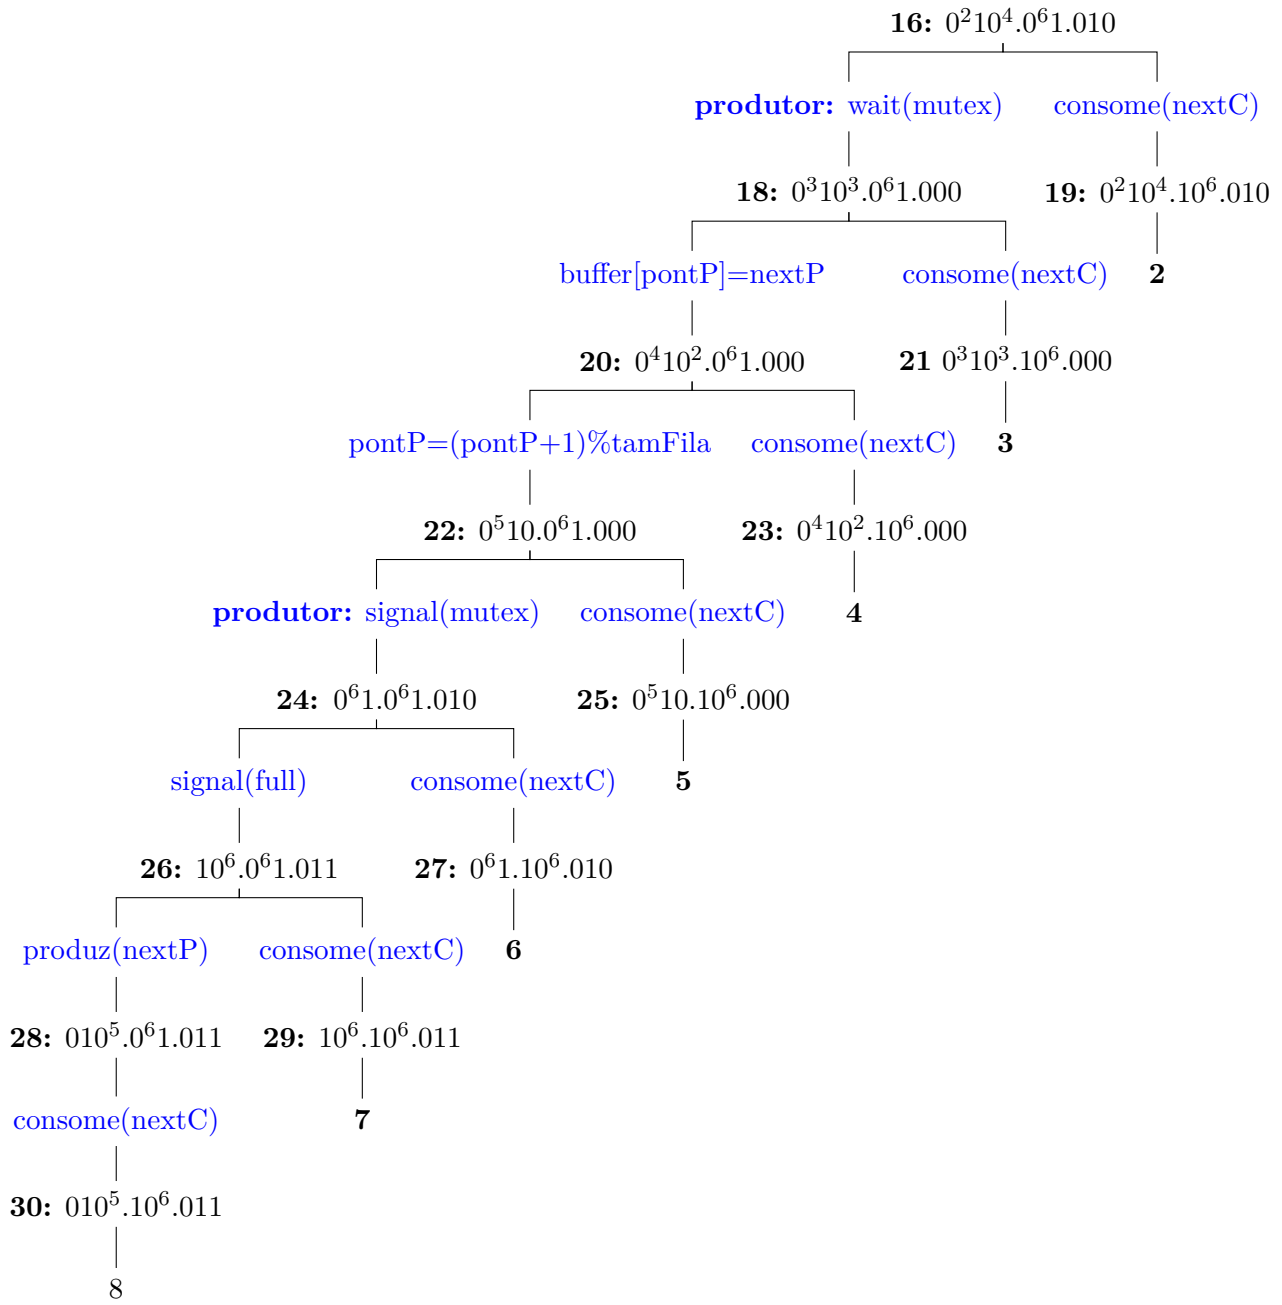 16: 0²10⁴.0⁶1.010
produtor: wait(mutex) consome(nextC)
18: 0³10³.0⁶1.000 19: 0²10⁴.10⁶.010
buffer[pontP]=nextP consome(nextC) 2
20: 0⁴10².0⁶1.000 21 0³10³.10⁶.000
pontP=(pontP+1)%tamFila consome(nextC) 3
22: 0⁵10.0⁶1.000 23: 0⁴10².10⁶.000
produtor: signal(mutex) consome(nextC) 4
24: 0⁶1.0⁶1.010 25: 0⁵10.10⁶.000
signal(full) consome(nextC) 5
26: 10⁶.0⁶1.011 27: 0⁶1.10⁶.010
produz(nextP) consome(nextC) 6
28: 010⁵.0⁶1.011 29: 10⁶.10⁶.011
consome(nextC) 7
30: 010⁵.10⁶.011
8